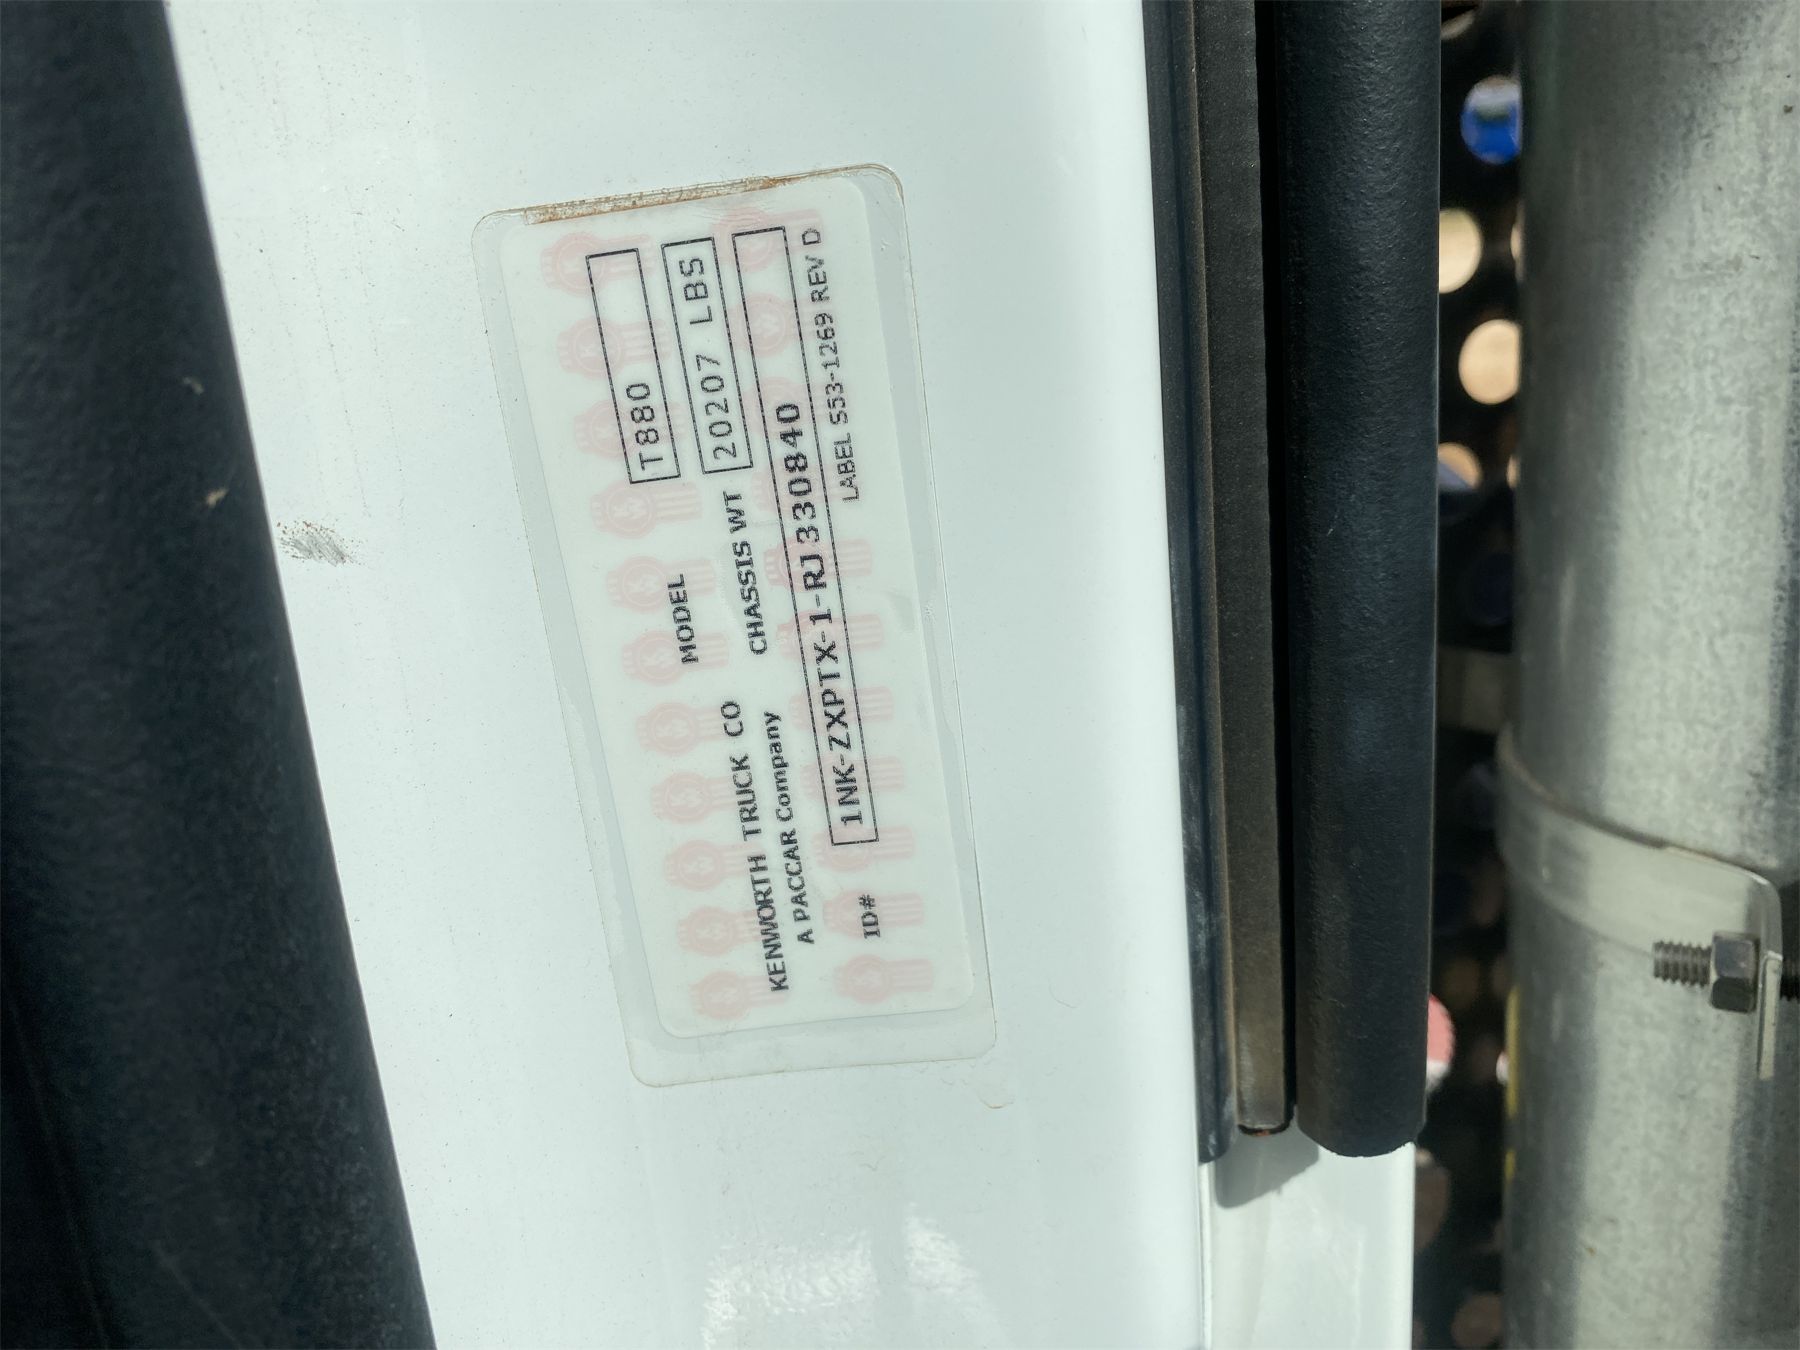 KENWORTH TRUCK CO MODEL T880
A PACCAR Company CHASSIS WT 20207 LBS
ID# 1NK-ZXPTX-1-RJ330840
LABEL S53-1269 REV D